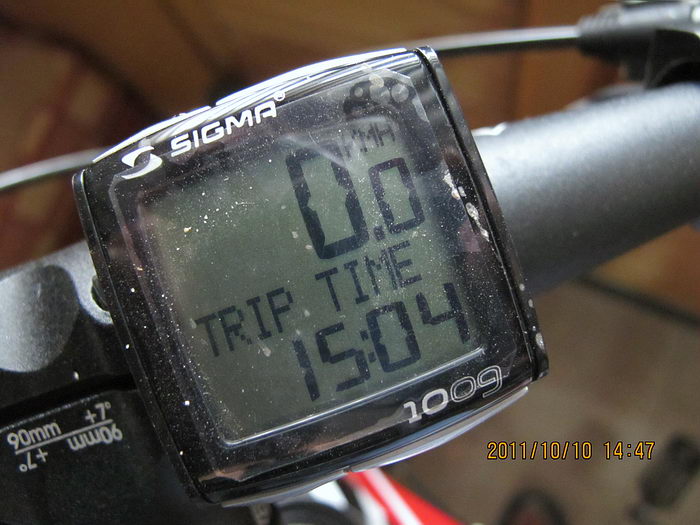 SIGMA
KMH
0.0
TRIP TIME
15:04
1009
90mm +7°
90mm +7°
2011/10/10 14:47